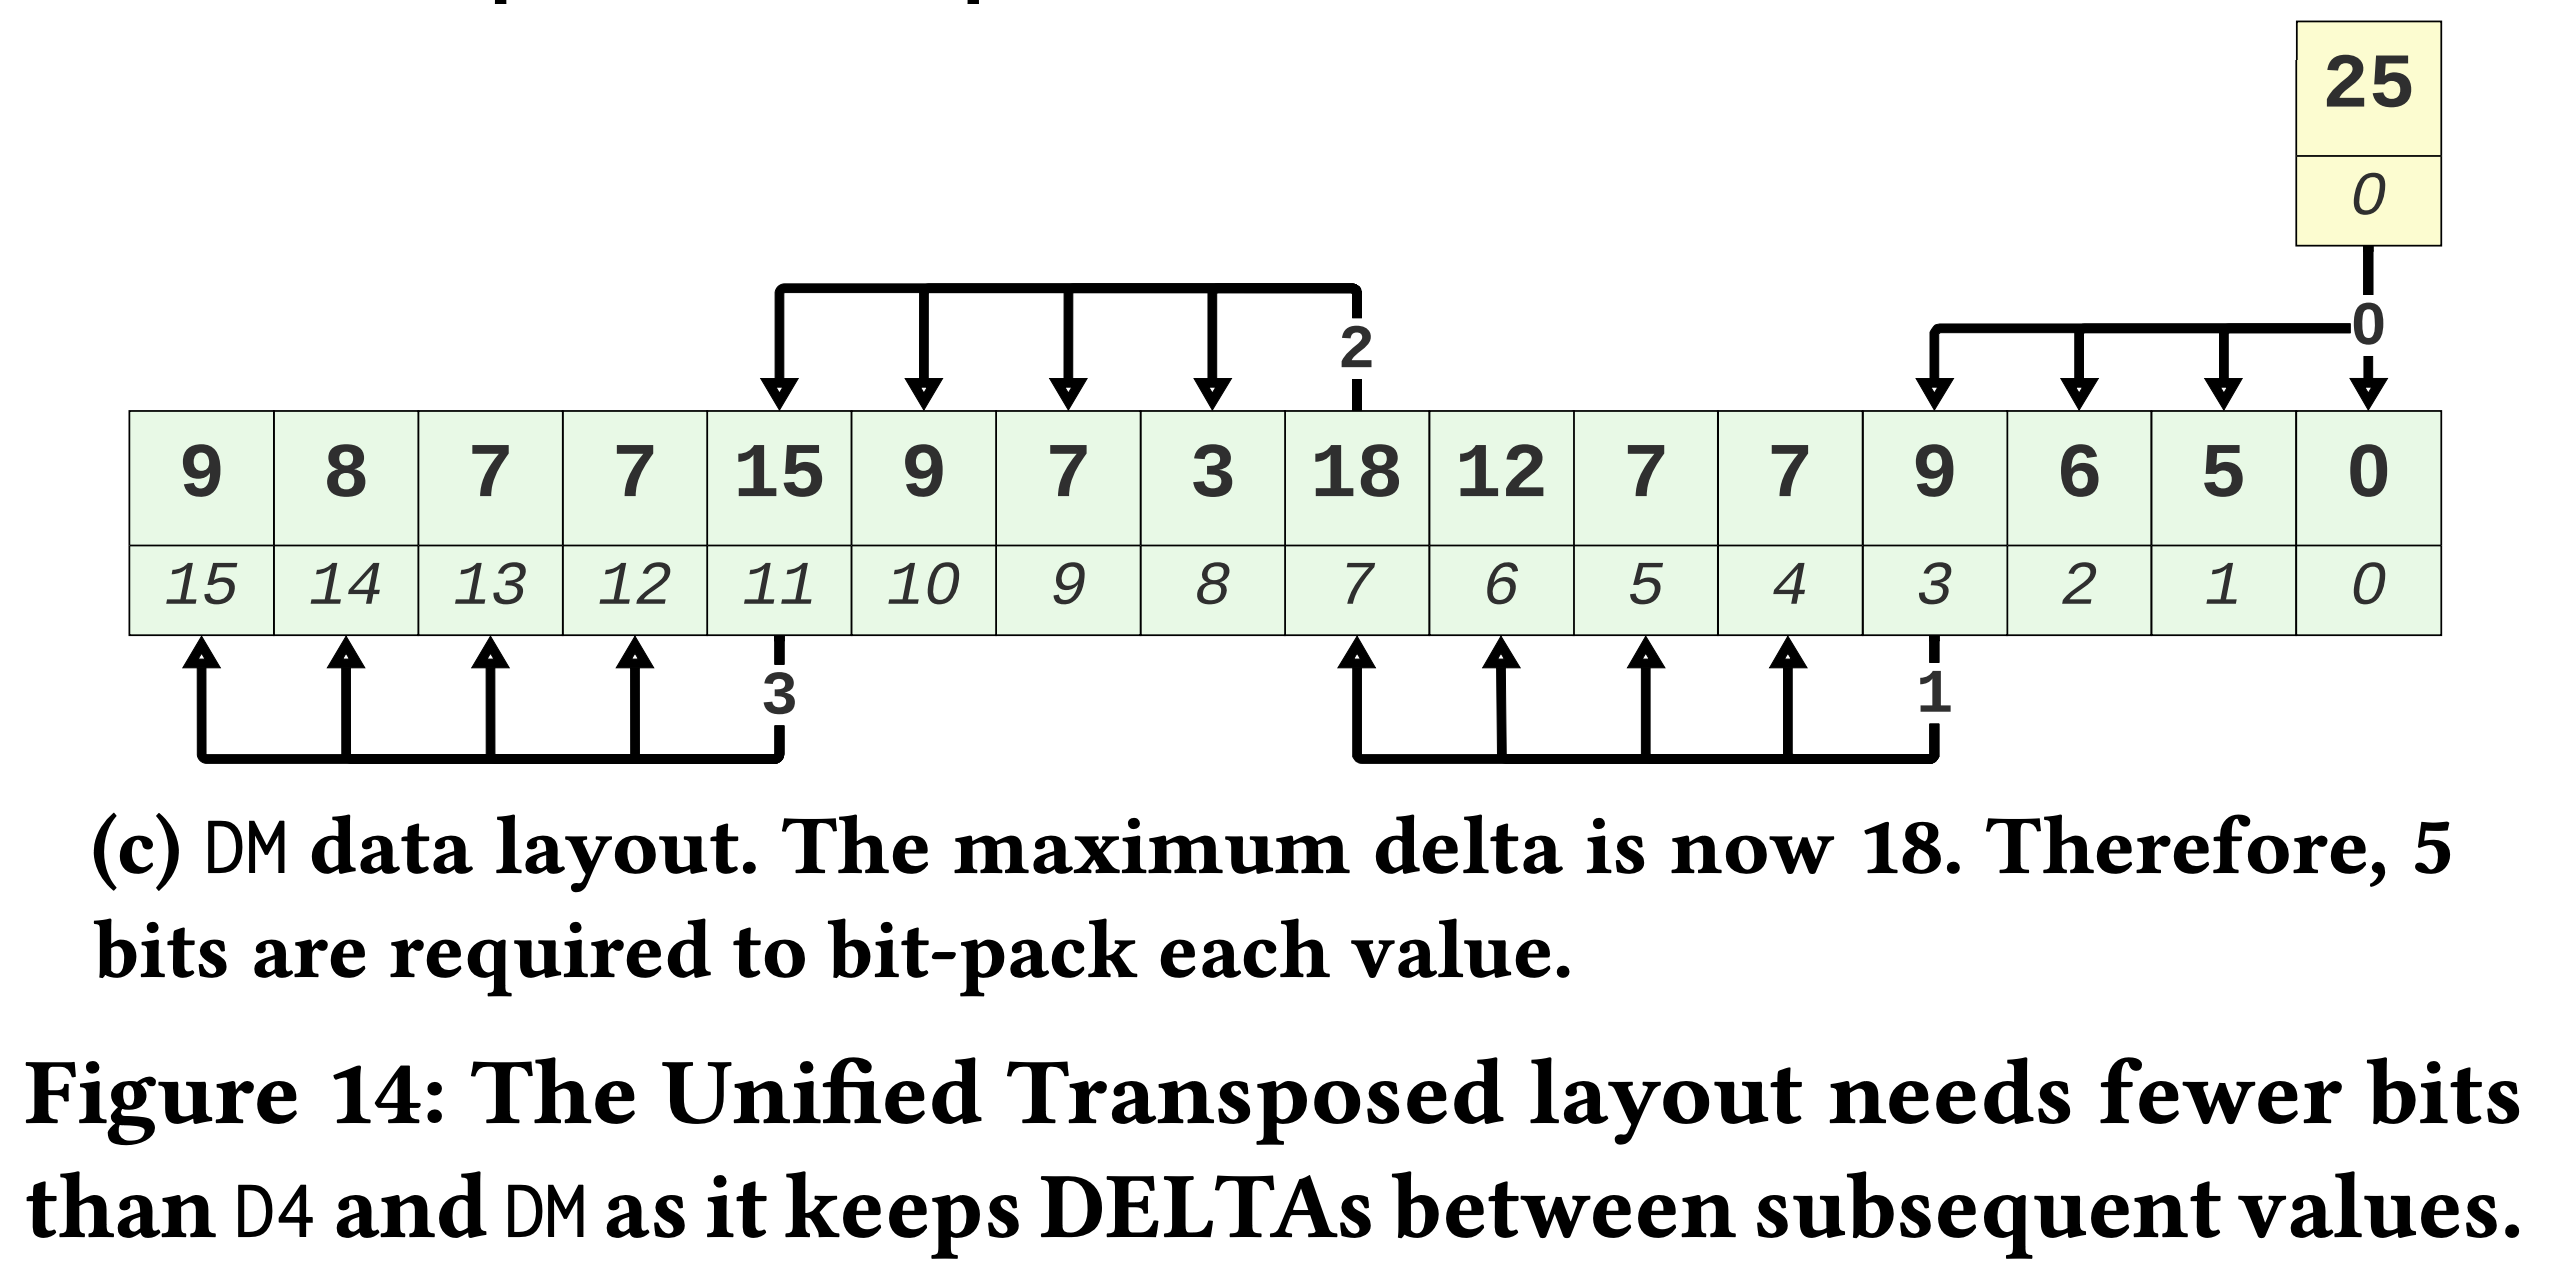 25
0
0
2
9 8 7 7 15 9 7 3 18 12 7 7 9 6 5 0
15 14 13 12 11 10 9 8 7 6 5 4 3 2 1 0
3
1
(c) DM data layout. The maximum delta is now 18. Therefore, 5
bits are required to bit-pack each value.
Figure 14: The Unified Transposed layout needs fewer bits
than D4 and DM as it keeps DELTAs between subsequent values.